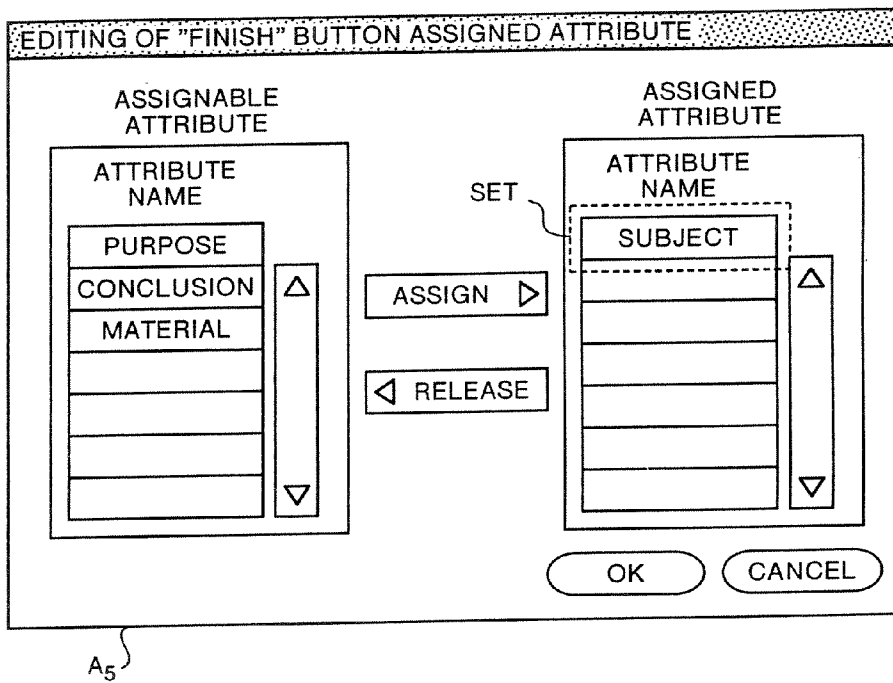 EDITING OF "FINISH" BUTTON ASSIGNED ATTRIBUTE
ASSIGNABLE
ATTRIBUTE
ATTRIBUTE
NAME
PURPOSE
CONCLUSION
MATERIAL
ASSIGN
RELEASE
ASSIGNED
ATTRIBUTE
ATTRIBUTE
NAME
SET
SUBJECT
OK
CANCEL
A5